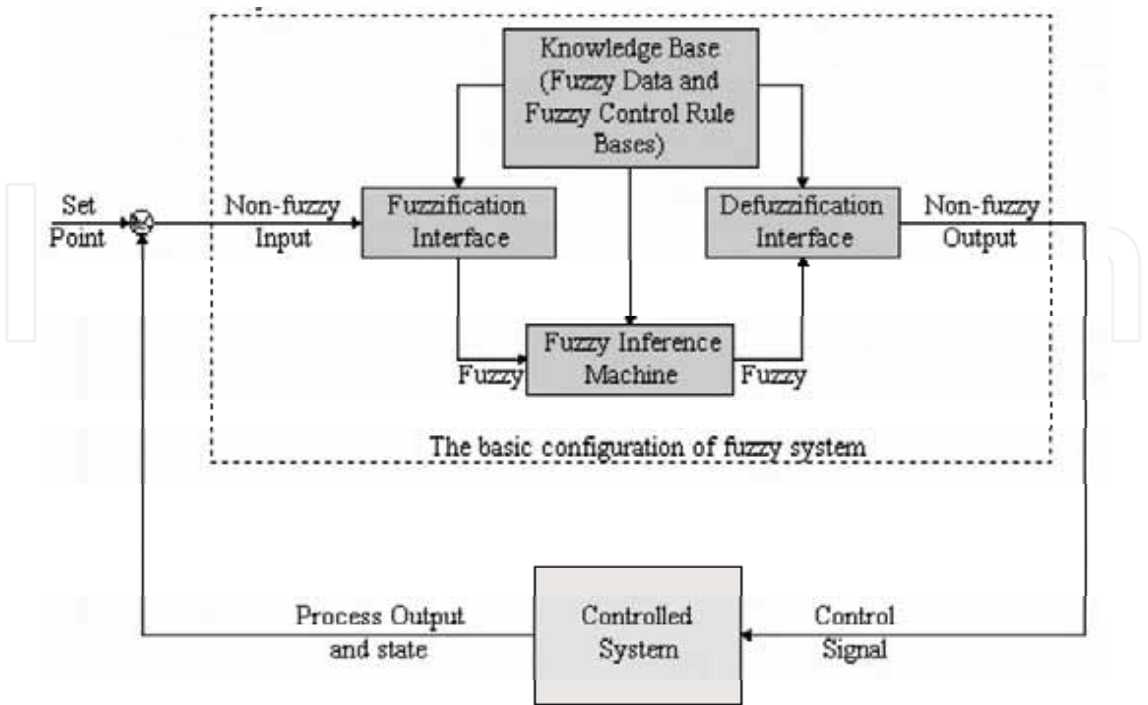 Knowledge Base
(Fuzzy Data and
Fuzzy Control Rule
Bases)
Set
Point
Non-fuzzy
Input
Fuzzification
Interface
Defuzzification
Interface
Non-fuzzy
Output
Fuzzy
Fuzzy Inference
Machine
Fuzzy
The basic configuration of fuzzy system
Process Output
and state
Controlled
System
Control
Signal